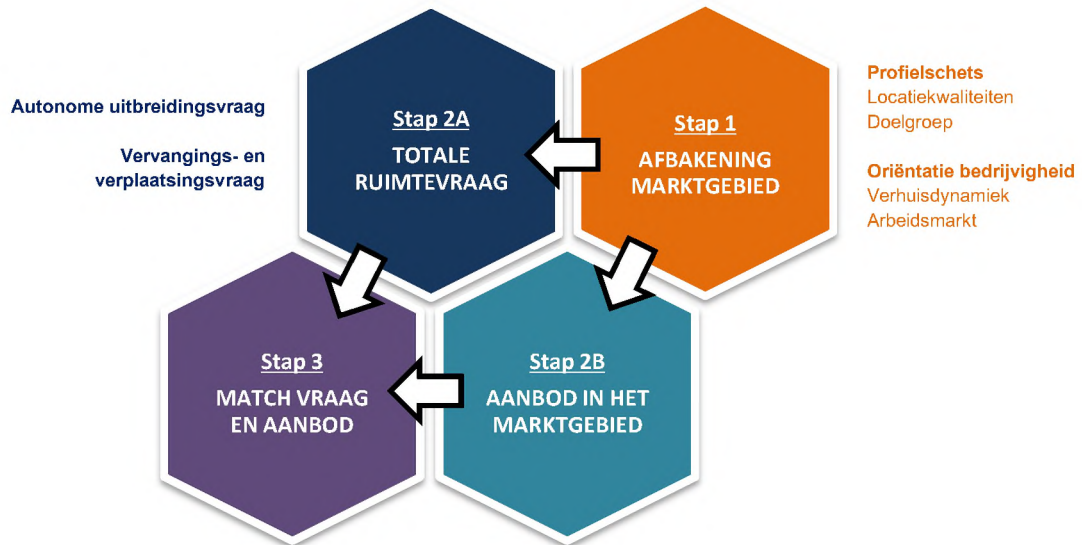 Autonome uitbreidingsvraag
Vervangings- en
verplaatsingsvraag
Stap 2A
TOTALE
RUIMTEVRAAG
Stap 1
AFBAKENING
MARKTGEBIED
Profielschets
Locatiekwaliteiten
Doelgroep
Oriëntatie bedrijvigheid
Verhuisdynamiek
Arbeidsmarkt
Stap 3
MATCH VRAAG
EN AANBOD
Stap 2B
AANBOD IN HET
MARKTGEBIED